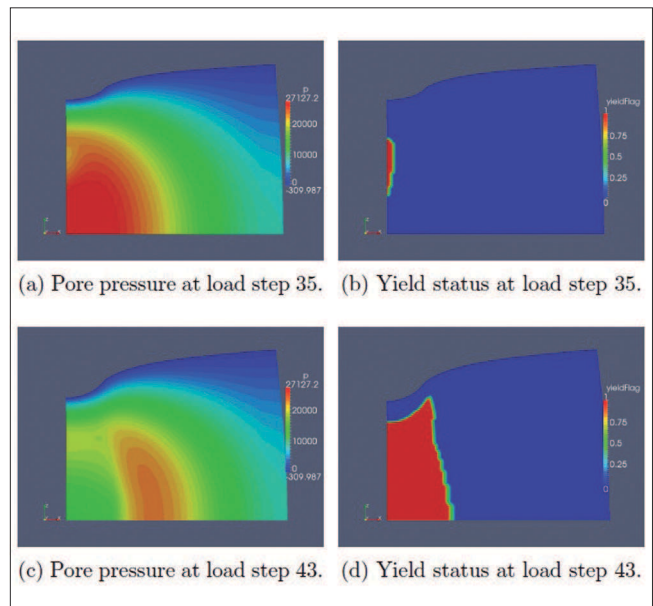 p
27127.2
20000
10000
0
-309.987
yieldFlag
1
0.75
0.5
0.25
0
(a) Pore pressure at load step 35.
(b) Yield status at load step 35.
p
27127.2
20000
10000
0
-309.987
yieldFlag
1
0.75
0.5
0.25
0
(c) Pore pressure at load step 43.
(d) Yield status at load step 43.